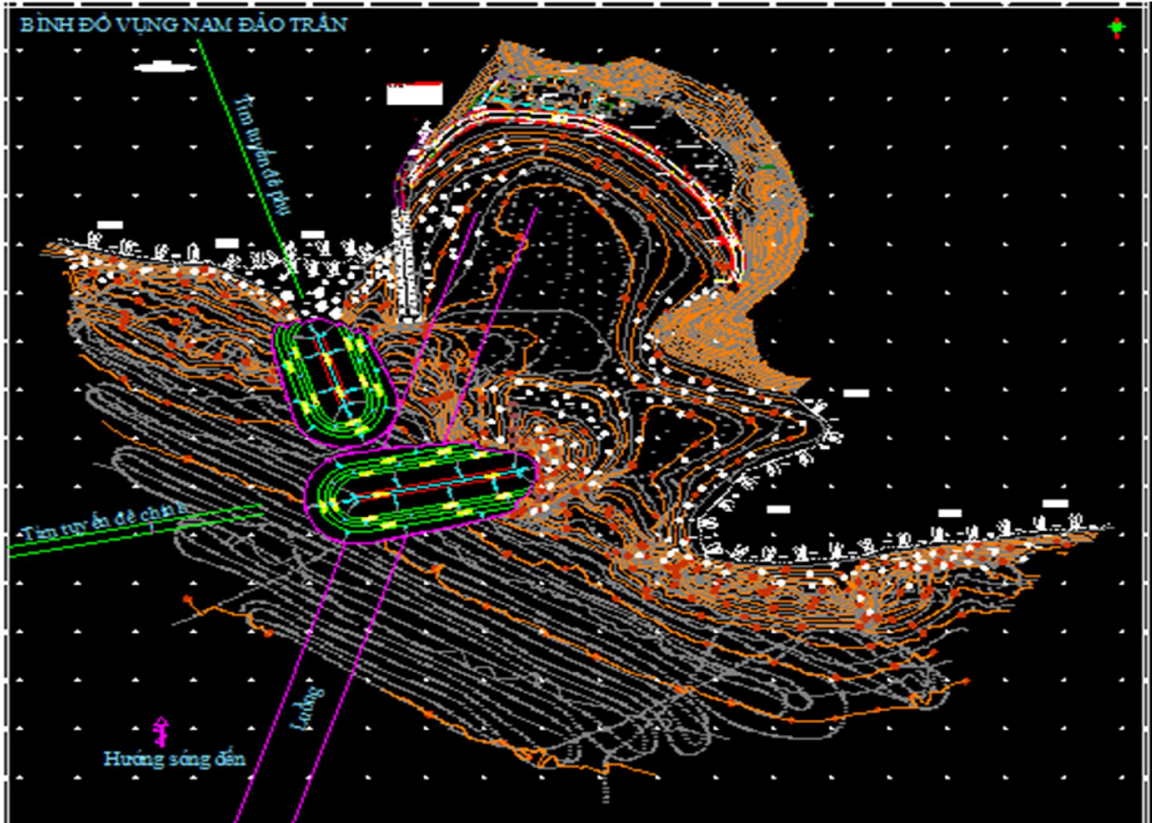 BÌNH ĐỒ VỤNG NAM ĐẢO TRẦN
Tim tuyến đê phụ
Tim tuyến đê chính
Luồng
Hướng sóng đến